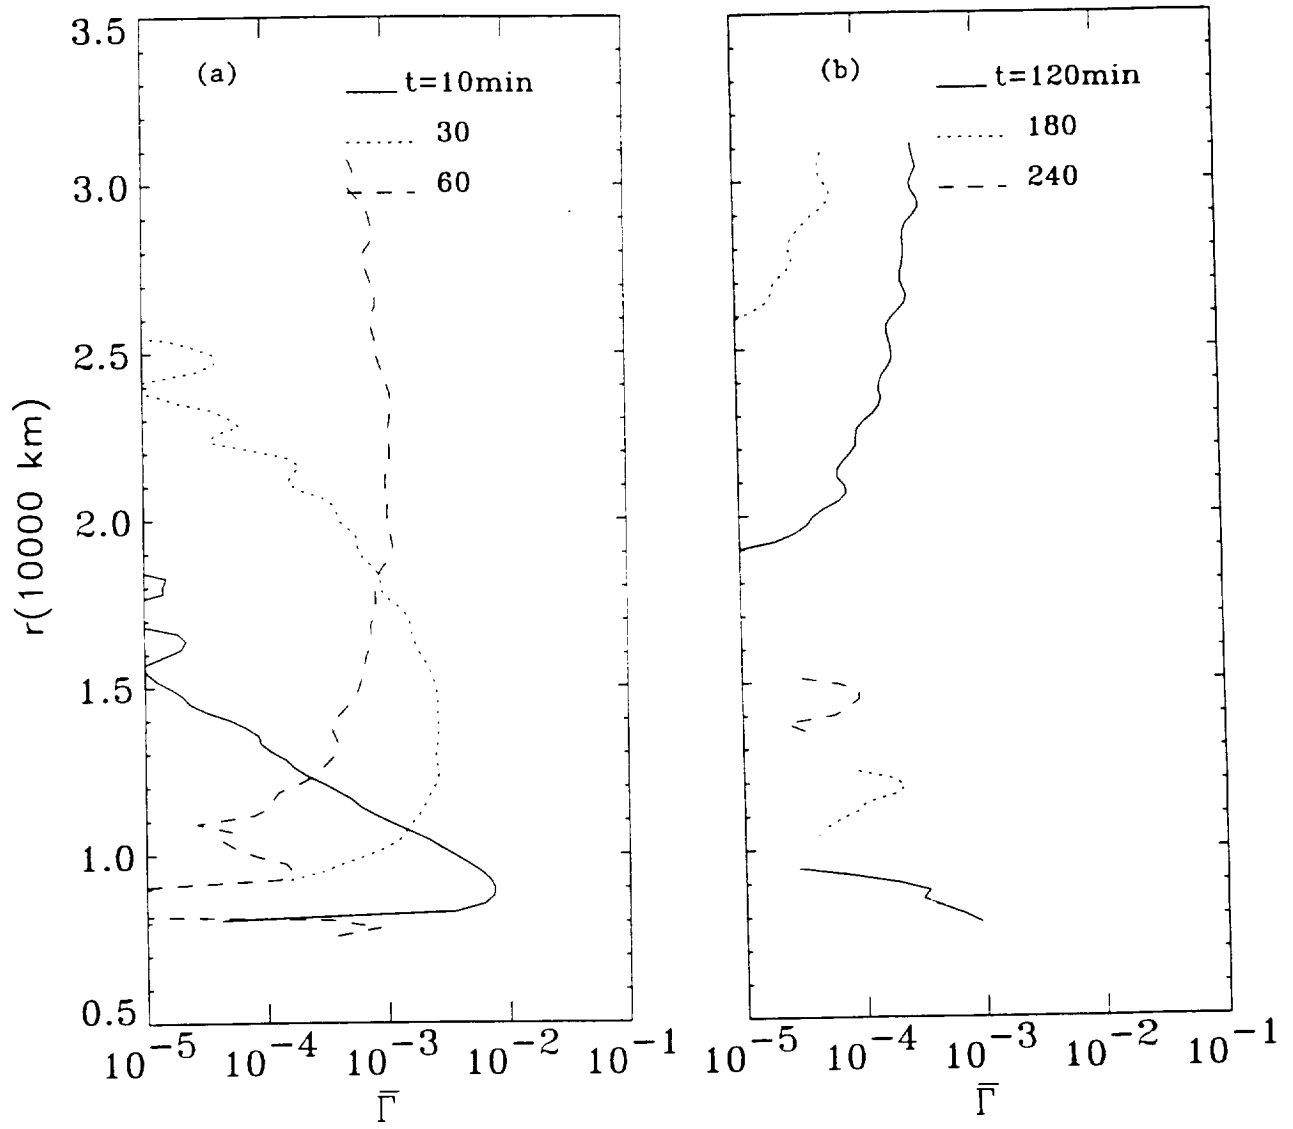 (a)
t=10min
30
60
(b)
t=120min
180
240
r(10000 km)
3.5
3.0
2.5
2.0
1.5
1.0
0.5
10⁻⁵ 10⁻⁴ 10⁻³ 10⁻² 10⁻¹
10⁻⁵ 10⁻⁴ 10⁻³ 10⁻² 10⁻¹
Γ̅
Γ̅